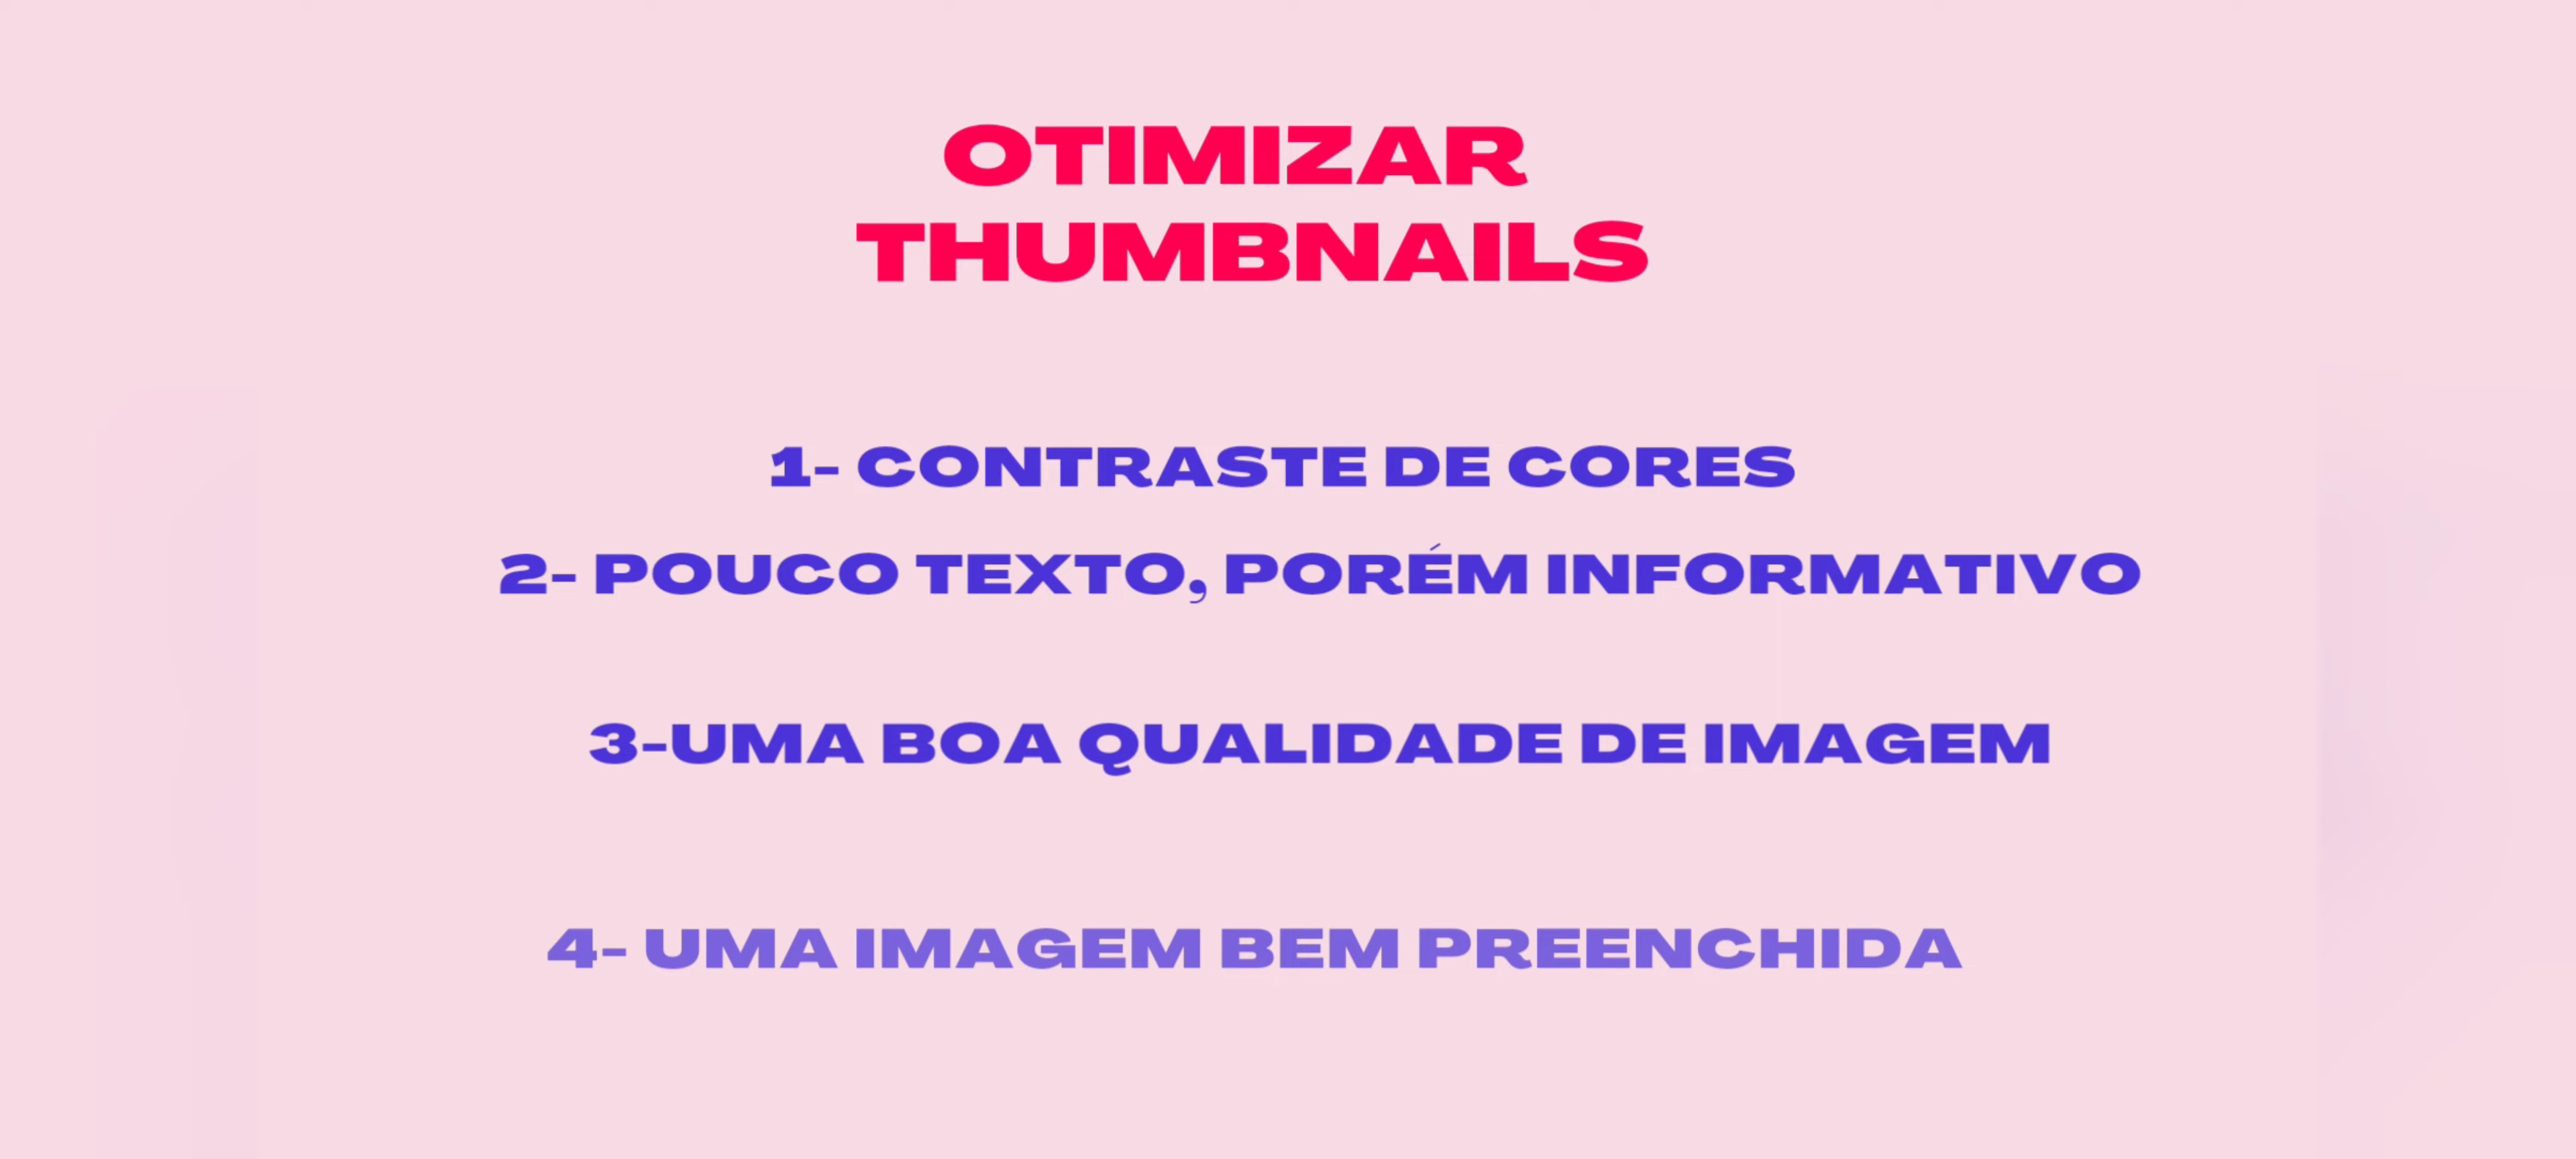 OTIMIZAR
THUMBNAILS
1- CONTRASTE DE CORES
2- POUCO TEXTO, PORÉM INFORMATIVO
3-UMA BOA QUALIDADE DE IMAGEM
4- UMA IMAGEM BEM PREENCHIDA